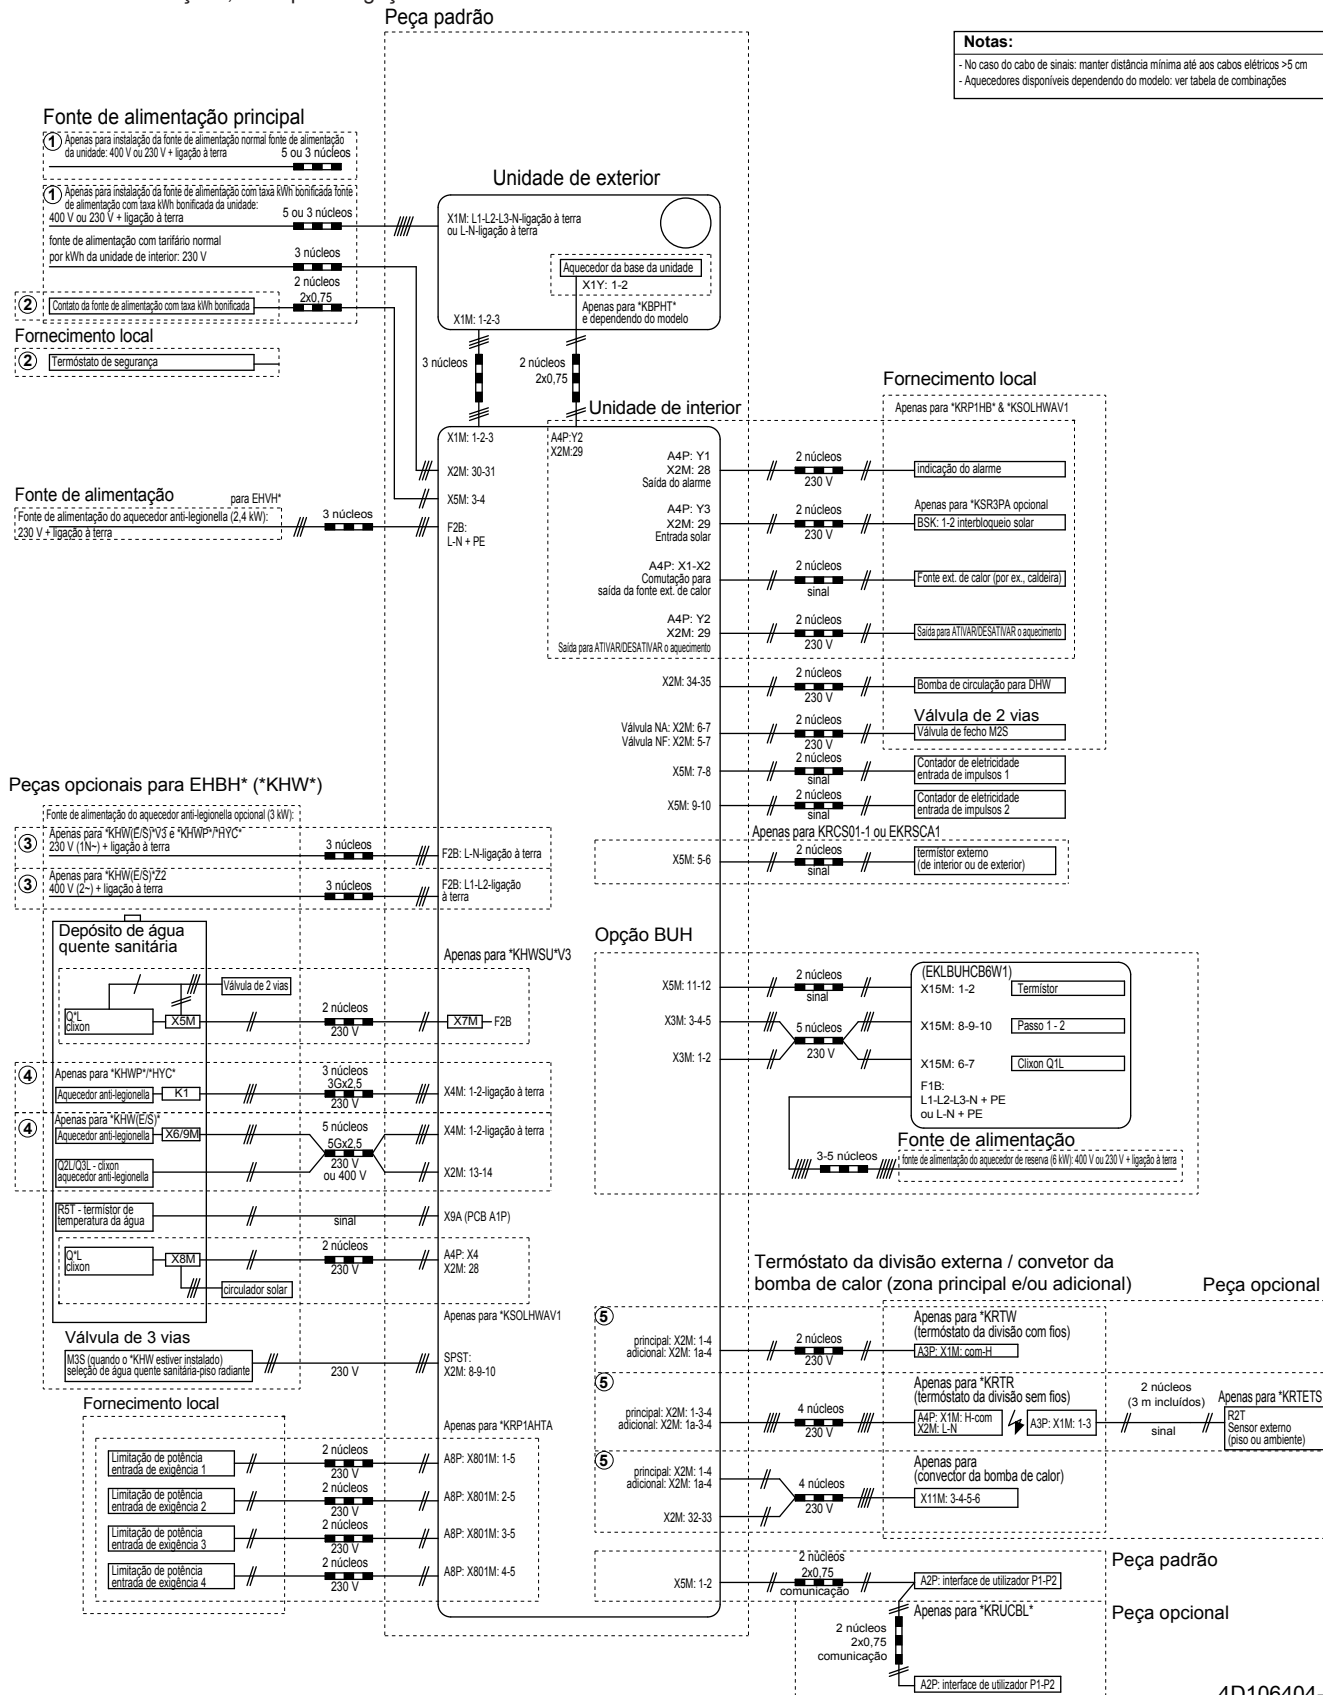 Peça padrão
Notas:
- No caso do cabo de sinais: manter distância mínima até aos cabos elétricos >5 cm
- Aquecedores disponíveis dependendo do modelo: ver tabela de combinações
Fonte de alimentação principal
1
Apenas para instalação da fonte de alimentação normal fonte de alimentação
da unidade: 400 V ou 230 V + ligação à terra
5 ou 3 núcleos
1
Apenas para instalação da fonte de alimentação com taxa kWh bonificada fonte
de alimentação com taxa kWh bonificada da unidade:
400 V ou 230 V + ligação à terra
5 ou 3 núcleos
fonte de alimentação com tarifário normal
por kWh da unidade de interior: 230 V
3 núcleos
2 núcleos
2x0,75
2
Contato da fonte de alimentação com taxa kWh bonificada
Fornecimento local
2
Termóstato de segurança
Unidade de exterior
X1M: L1-L2-L3-N-ligação à terra
ou L-N-ligação à terra
Aquecedor da base da unidade
X1Y: 1-2
Apenas para *KBPHT*
e dependendo do modelo
X1M: 1-2-3
3 núcleos
2 núcleos
2x0,75
Unidade de interior
X1M: 1-2-3
A4P:Y2
X2M:29
X2M: 30-31
X5M: 3-4
F2B:
L-N + PE
Fonte de alimentação
para EHVH*
Fonte de alimentação do aquecedor anti-legionella (2,4 kW):
230 V + ligação à terra
3 núcleos
Fornecimento local
Apenas para *KRP1HB* & *KSOLHWAV1
A4P: Y1
X2M: 28
Saída do alarme
2 núcleos
230 V
indicação do alarme
A4P: Y3
X2M: 29
Entrada solar
2 núcleos
230 V
Apenas para *KSR3PA opcional
BSK: 1-2 interbloqueio solar
A4P: X1-X2
Comutação para
saída da fonte ext. de calor
2 núcleos
sinal
Fonte ext. de calor (por ex., caldeira)
A4P: Y2
X2M: 29
Saída para ATIVAR/DESATIVAR o aquecimento
2 núcleos
230 V
Saída para ATIVAR/DESATIVAR o aquecimento
X2M: 34-35
2 núcleos
230 V
Bomba de circulação para DHW
Válvula NA: X2M: 6-7
Válvula NF: X2M: 5-7
2 núcleos
230 V
Válvula de 2 vias
Válvula de fecho M2S
X5M: 7-8
2 núcleos
sinal
Contador de eletricidade
entrada de impulsos 1
X5M: 9-10
2 núcleos
sinal
Contador de eletricidade
entrada de impulsos 2
Apenas para KRCS01-1 ou EKRSCA1
X5M: 5-6
2 núcleos
sinal
termístor externo
(de interior ou de exterior)
Peças opcionais para EHBH* (*KHW*)
Fonte de alimentação do aquecedor anti-legionella opcional (3 kW):
3
Apenas para *KHW(E/S)*V3 e *KHWP*/*HYC*
230 V (1N~) + ligação à terra
3 núcleos
F2B: L-N-ligação à terra
3
Apenas para *KHW(E/S)*Z2
400 V (2~) + ligação à terra
3 núcleos
F2B: L1-L2-ligação
à terra
Depósito de água
quente sanitária
Apenas para *KHWSU*V3
Válvula de 2 vias
Q*L
clixon
X5M
2 núcleos
230 V
X7M
F2B
4
Apenas para *KHWP*/*HYC*
Aquecedor anti-legionella
K1
3 núcleos
3Gx2,5
230 V
X4M: 1-2-ligação à terra
4
Apenas para *KHW(E/S)*
Aquecedor anti-legionella
X6/9M
5 núcleos
5Gx2,5
230 V
ou 400 V
X4M: 1-2-ligação à terra
Q2L/Q3L - clixon
aquecedor anti-legionella
X2M: 13-14
R5T - termístor de
temperatura da água
sinal
X9A (PCB A1P)
Q*L
clixon
X8M
2 núcleos
230 V
A4P: X4
X2M: 28
circulador solar
Apenas para *KSOLHWAV1
Válvula de 3 vias
M3S (quando o *KHW estiver instalado)
seleção de água quente sanitária-piso radiante
230 V
SPST:
X2M: 8-9-10
Fornecimento local
Apenas para *KRP1AHTA
Limitação de potência
entrada de exigência 1
2 núcleos
230 V
A8P: X801M: 1-5
Limitação de potência
entrada de exigência 2
2 núcleos
230 V
A8P: X801M: 2-5
Limitação de potência
entrada de exigência 3
2 núcleos
230 V
A8P: X801M: 3-5
Limitação de potência
entrada de exigência 4
2 núcleos
230 V
A8P: X801M: 4-5
Opção BUH
(EKLBUHCB6W1)
X5M: 11-12
2 núcleos
sinal
X15M: 1-2
Termístor
X3M: 3-4-5
5 núcleos
230 V
X15M: 8-9-10
Passo 1 - 2
X3M: 1-2
X15M: 6-7
Clixon Q1L
F1B:
L1-L2-L3-N + PE
ou L-N + PE
Fonte de alimentação
3-5 núcleos
fonte de alimentação do aquecedor de reserva (6 kW): 400 V ou 230 V + ligação à terra
Termóstato da divisão externa / convetor da
bomba de calor (zona principal e/ou adicional)
Peça opcional
5
principal: X2M: 1-4
adicional: X2M: 1a-4
2 núcleos
230 V
Apenas para *KRTW
(termóstato da divisão com fios)
A3P: X1M: com-H
5
principal: X2M: 1-3-4
adicional: X2M: 1a-3-4
4 núcleos
230 V
Apenas para *KRTR
(termóstato da divisão sem fios)
A4P: X1M: H-com
X2M: L-N
A3P: X1M: 1-3
2 núcleos
(3 m incluídos)
sinal
Apenas para *KRTETS
R2T
Sensor externo
(piso ou ambiente)
5
principal: X2M: 1-4
adicional: X2M: 1a-4
X2M: 32-33
4 núcleos
230 V
Apenas para
(convector da bomba de calor)
X11M: 3-4-5-6
X5M: 1-2
2 núcleos
2x0,75
comunicação
A2P: interface de utilizador P1-P2
Peça padrão
Apenas para *KRUCBL*
Peça opcional
2 núcleos
2x0,75
comunicação
A2P: interface de utilizador P1-P2
4D106404-